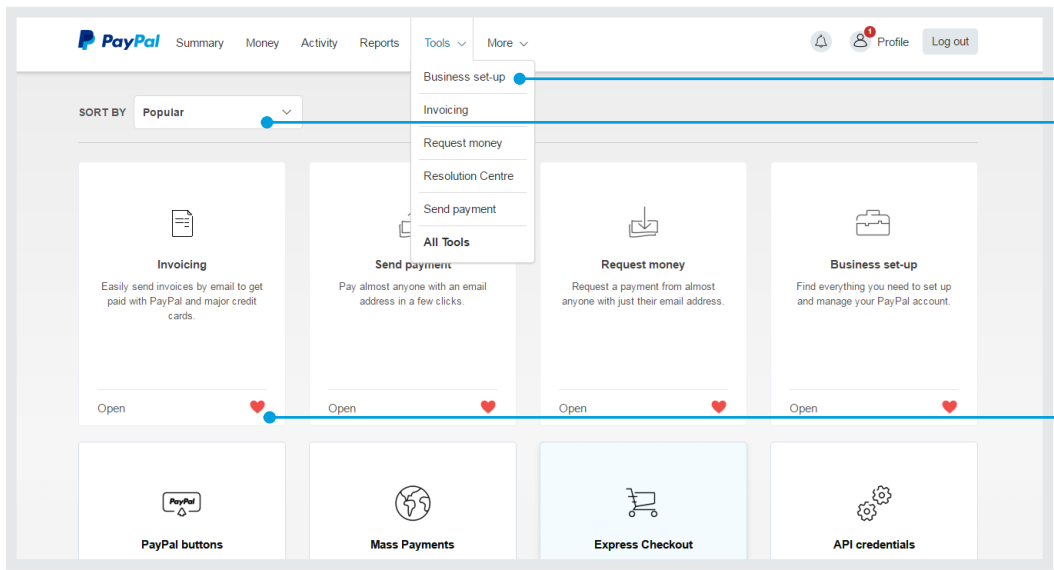 PayPal Summary Money Activity Reports Tools More 1 Profile Log out
Business set-up
Invoicing
Request money
Resolution Centre
Send payment
All Tools
SORT BY Popular
Invoicing
Easily send invoices by email to get
paid with PayPal and major credit
cards.
Open
Send payment
Pay almost anyone with an email
address in a few clicks.
Open
Request money
Request a payment from almost
anyone with just their email address.
Open
Business set-up
Find everything you need to set up
and manage your PayPal account.
Open
PayPal
PayPal buttons
Mass Payments
Express Checkout
API credentials